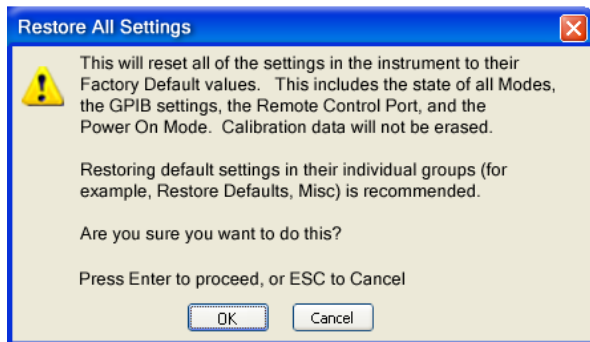 Restore All Settings
This will reset all of the settings in the instrument to their
Factory Default values.   This includes the state of all Modes,
the GPIB settings, the Remote Control Port, and the
Power On Mode.  Calibration data will not be erased.
Restoring default settings in their individual groups (for
example, Restore Defaults, Misc) is recommended.
Are you sure you want to do this?
Press Enter to proceed, or ESC to Cancel
OK
Cancel